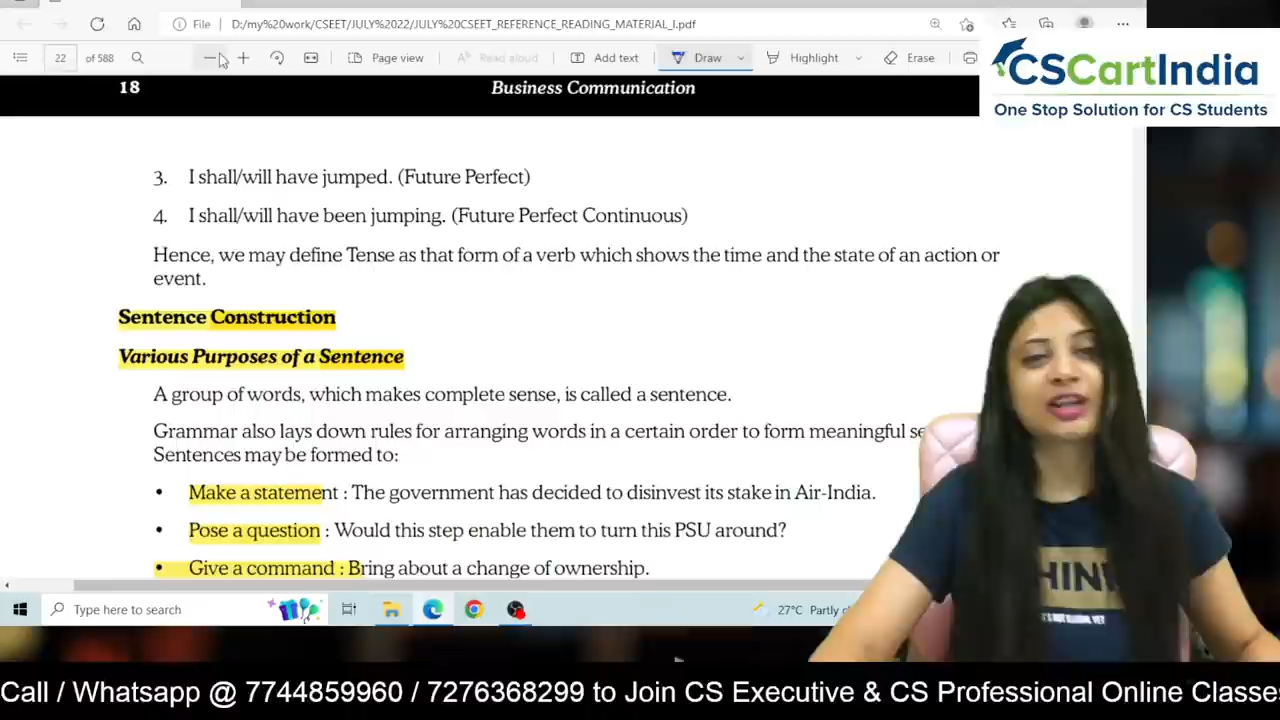 File
D:/my%20work/CSEET/JULY%2022/JULY%20CSEET_REFERENCE_READING_MATERIAL_I.pdf
22 of 588
Page view
Read aloud
Add text
Draw
Highlight
Erase
CSCartIndia
One Stop Solution for CS Students
18 Business Communication
3. I shall/will have jumped. (Future Perfect)
4. I shall/will have been jumping. (Future Perfect Continuous)
Hence, we may define Tense as that form of a verb which shows the time and the state of an action or
event.
Sentence Construction
Various Purposes of a Sentence
A group of words, which makes complete sense, is called a sentence.
Grammar also lays down rules for arranging words in a certain order to form meaningful
Sentences may be formed to:
• Make a statement : The government has decided to disinvest its stake in Air-India.
• Pose a question : Would this step enable them to turn this PSU around?
• Give a command : Bring about a change of ownership.
Type here to search
27°C Partly
HIN
Call / Whatsapp @ 7744859960 / 7276368299 to Join CS Executive & CS Professional Online Classes